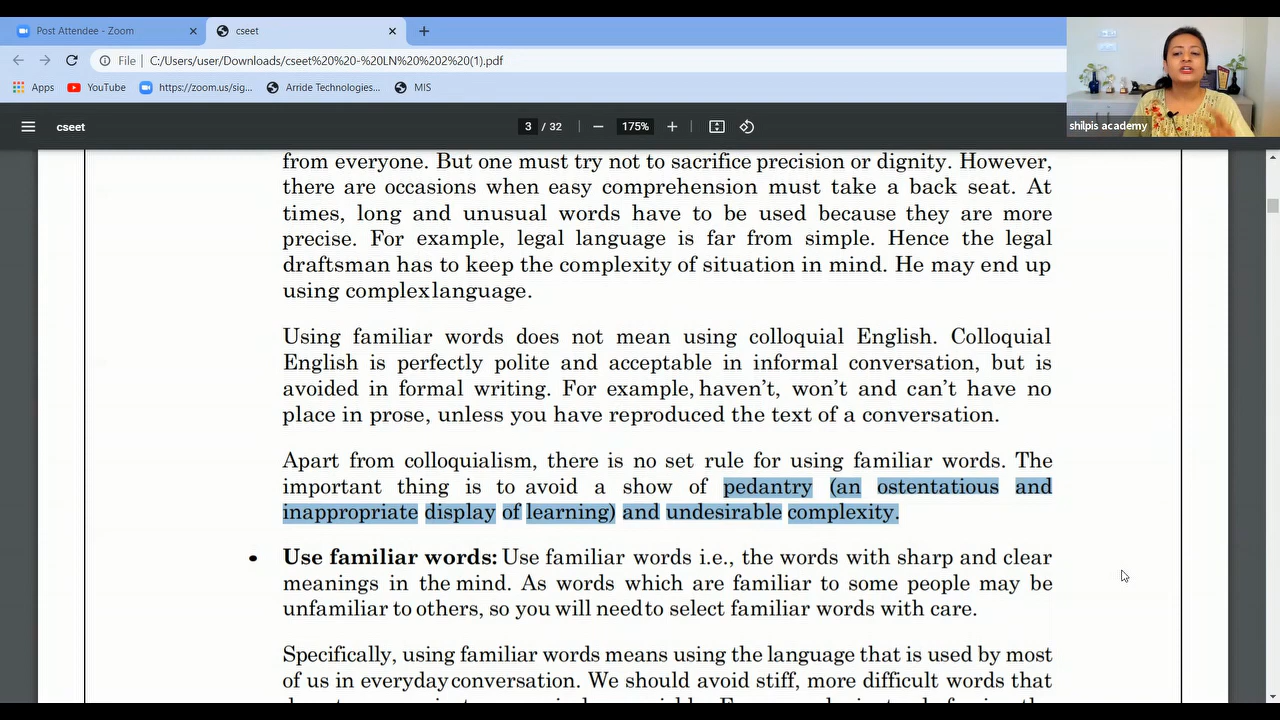 Post Attendee - Zoom
cseet
File
C:/Users/user/Downloads/cseet%20%20-%20LN%20%202%20(1).pdf
Apps
YouTube
https://zoom.us/sig...
Arride Technologies...
MIS
shilpis academy
cseet
3 / 32
175%
from everyone. But one must try not to sacrifice precision or dignity. However,
there are occasions when easy comprehension must take a back seat. At
times, long and unusual words have to be used because they are more
precise. For example, legal language is far from simple. Hence the legal
draftsman has to keep the complexity of situation in mind. He may end up
using complexlanguage.
Using familiar words does not mean using colloquial English. Colloquial
English is perfectly polite and acceptable in informal conversation, but is
avoided in formal writing. For example, haven't, won't and can't have no
place in prose, unless you have reproduced the text of a conversation.
Apart from colloquialism, there is no set rule for using familiar words. The
important thing is to avoid a show of pedantry (an ostentatious and
inappropriate display of learning) and undesirable complexity.
• Use familiar words: Use familiar words i.e., the words with sharp and clear
meanings in the mind. As words which are familiar to some people may be
unfamiliar to others, so you will needto select familiar words with care.
Specifically, using familiar words means using the language that is used by most
of us in everydayconversation. We should avoid stiff, more difficult words that